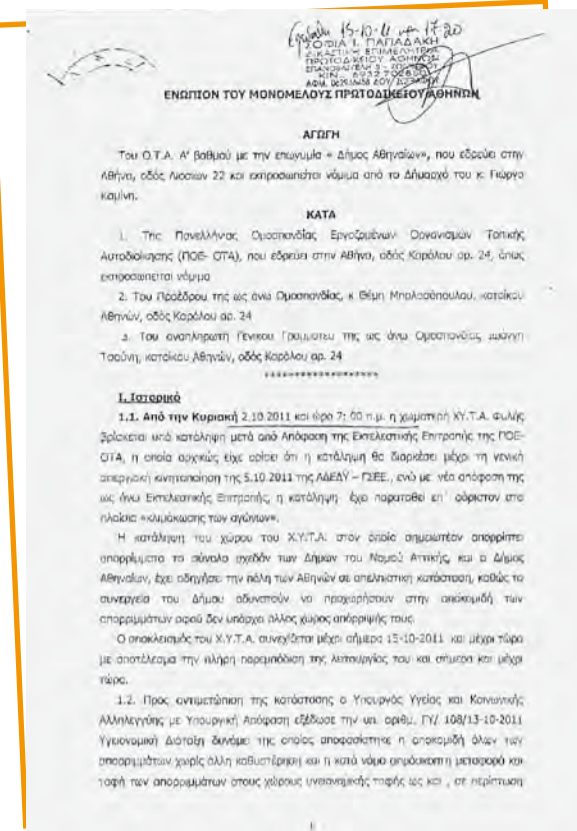 15-10-11 17:20
ΣΟΦΙΑ Ι. ΠΑΠΑΔΑΚΗ
ΔΙΚΑΣΤΙΚΗ ΕΠΙΜΕΛΗΤΡΙΑ
ΠΡΩΤΟΔΙΚΕΙΟΥ ΑΘΗΝΩΝ
ΕΝΩΠΙΟΝ ΤΟΥ ΜΟΝΟΜΕΛΟΥΣ ΠΡΩΤΟΔΙΚΕΙΟΥ ΑΘΗΝΩΝ
ΑΓΩΓΗ
Του Ο.Τ.Α. Α' βαθμού με την επωνυμία « Δήμος Αθηναίων», που εδρεύει στην
Αθήνα, οδός Λιοσίων 22 και εκπροσωπείται νόμιμα από το Δήμαρχό του κ. Γιώργο
Καμίνη.
ΚΑΤΑ
1. Της Πανελλήνιας Ομοσπονδίας Εργαζομένων Οργανισμών Τοπικής
Αυτοδιοίκησης (ΠΟΕ- ΟΤΑ), που εδρεύει στην Αθήνα, οδός Καρόλου αρ. 24, όπως
εκπροσωπείται νόμιμα
2. Του Προέδρου της ως άνω Ομοσπονδίας, κ Θέμη Μπαλασόπουλου, κατοίκου
Αθηνών, οδός Καρόλου αρ. 24
3. Του αναπληρωτή Γενικού Γραμματέα της ως άνω Ομοσπονδίας Ιωάννη
Τσούνη, κατοίκου Αθηνών, οδός Καρόλου αρ. 24
********************
I. Ιστορικό
1.1. Από την Κυριακή 2.10.2011 και ώρα 7: 00 π.μ. η χωματερή ΧΥ.Τ.Α. Φυλής
βρίσκεται υπό κατάληψη μετά από Απόφαση της Εκτελεστικής Επιτροπής της ΠΟΕ-
ΟΤΑ, η οποία αρχικώς είχε ορίσει ότι η κατάληψη θα διαρκέσει μέχρι τη γενική
απεργιακή κινητοποίηση της 5.10.2011 της ΑΔΕΔΥ – ΓΣΕΕ., ενώ με νέα απόφαση της
ως άνω Εκτελεστικής Επιτροπής, η κατάληψη έχει παραταθεί επ' αόριστον στα
πλαίσια «κλιμάκωσης των αγώνων».
Η κατάληψη του χώρου του Χ.Υ.Τ.Α. στον οποίο σημειωτέον απορρίπτει
απορρίμματα το σύνολο σχεδόν των Δήμων του Νομού Αττικής, και ο Δήμος
Αθηναίων, έχει οδηγήσει την πόλη των Αθηνών σε απελπιστική κατάσταση, καθώς τα
συνεργεία του Δήμου αδυνατούν να προχωρήσουν στην αποκομιδή των
απορριμμάτων αφού δεν υπάρχει άλλος χώρος απόρριψής τους.
Ο αποκλεισμός του Χ.Υ.Τ.Α. συνεχίζεται μέχρι σήμερα 15-10-2011 και μέχρι τώρα
με αποτέλεσμα την πλήρη παρεμπόδιση της λειτουργίας του και σήμερα και μέχρι
τώρα.
1.2. Προς αντιμετώπιση της κατάστασης ο Υπουργός Υγείας και Κοινωνικής
Αλληλεγγύης με Υπουργική Απόφαση εξέδωσε την υπ. αριθμ. ΓΥ/ 108/13-10-2011
Υγειονομική Διάταξη δυνάμει της οποίας αποφασίστηκε η αποκομιδή όλων των
απορριμμάτων χωρίς άλλη καθυστέρηση και η κατά νόμο απρόσκοπτη μεταφορά και
ταφή των απορριμμάτων στους χώρους υγειονομικής ταφής ως και , σε περίπτωση